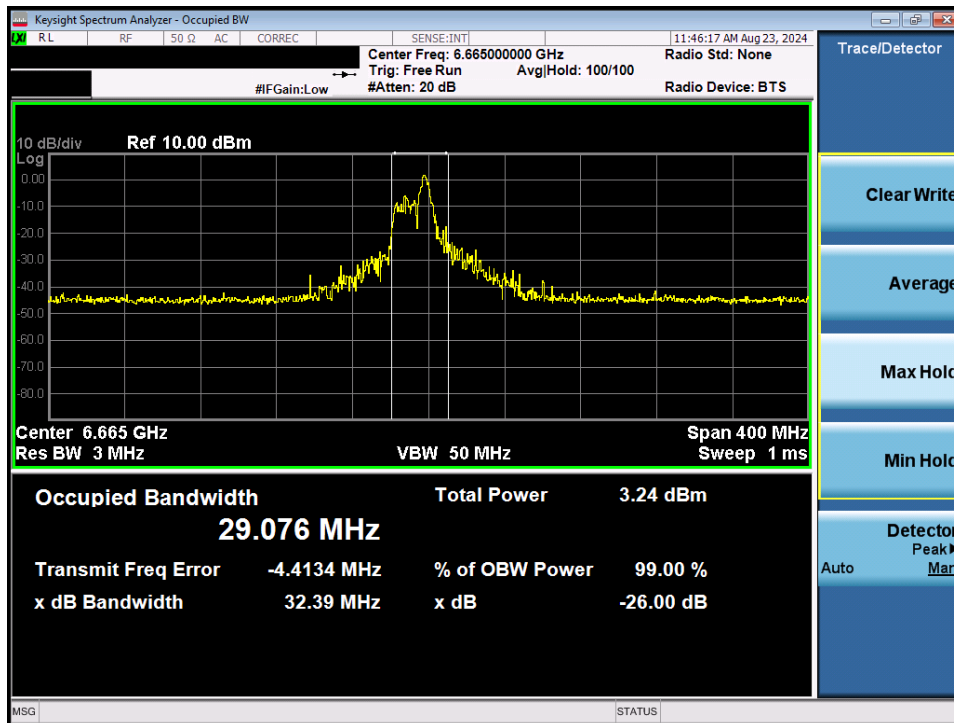 Keysight Spectrum Analyzer - Occupied BW
LXI RL RF 50 Ω AC CORREC SENSE:INT 11:46:17 AM Aug 23, 2024
Center Freq: 6.665000000 GHz Radio Std: None
Trig: Free Run Avg|Hold: 100/100
#IFGain:Low #Atten: 20 dB Radio Device: BTS
10 dB/div Ref 10.00 dBm
Log
0.00
-10.0
-20.0
-30.0
-40.0
-50.0
-60.0
-70.0
-80.0
Center 6.665 GHz Span 400 MHz
Res BW 3 MHz VBW 50 MHz Sweep 1 ms
Occupied Bandwidth Total Power 3.24 dBm
29.076 MHz
Transmit Freq Error -4.4134 MHz % of OBW Power 99.00 %
x dB Bandwidth 32.39 MHz x dB -26.00 dB
MSG STATUS
Trace/Detector
Clear Write
Average
Max Hold
Min Hold
Detector
Peak
Auto Man